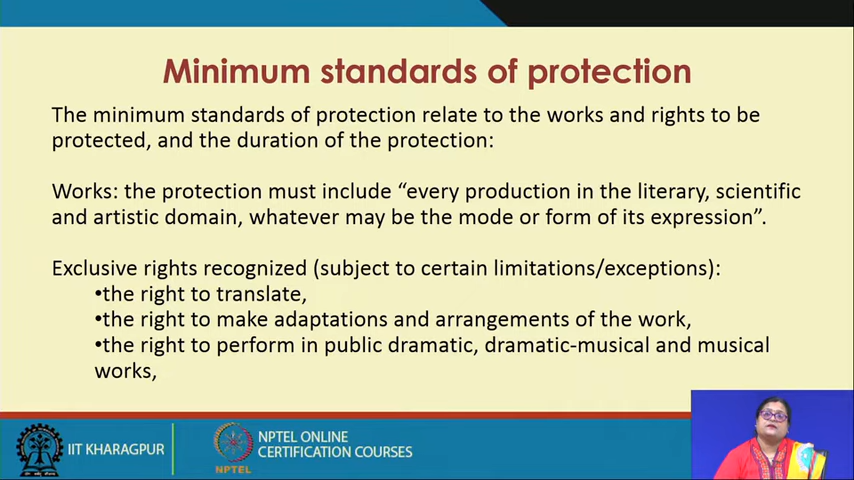 Minimum standards of protection
The minimum standards of protection relate to the works and rights to be
protected, and the duration of the protection:
Works: the protection must include “every production in the literary, scientific
and artistic domain, whatever may be the mode or form of its expression”.
Exclusive rights recognized (subject to certain limitations/exceptions):
•the right to translate,
•the right to make adaptations and arrangements of the work,
•the right to perform in public dramatic, dramatic-musical and musical
works,
IIT KHARAGPUR
NPTEL
NPTEL ONLINE
CERTIFICATION COURSES